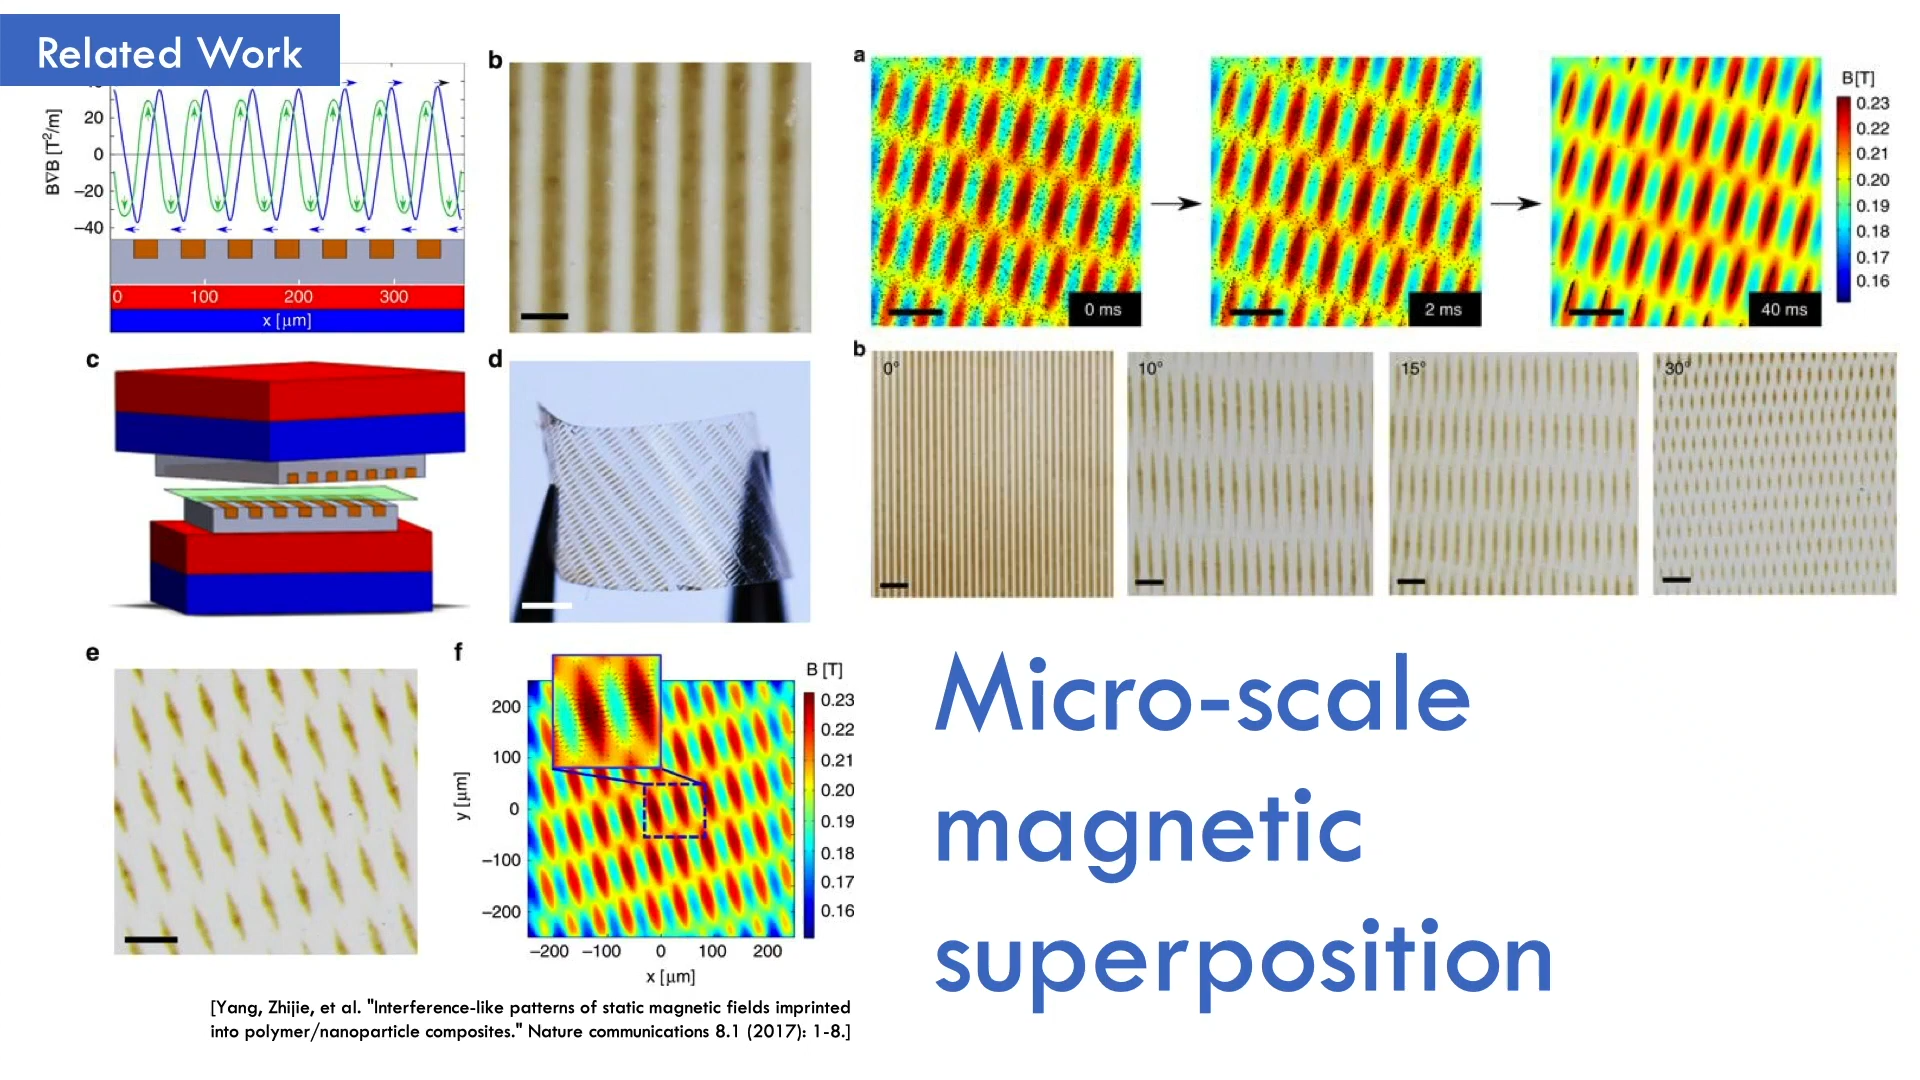 Related Work
B∇B [T²/m]
20
0
−20
−40
0 100 200 300
x [μm]
b
c
d
e
f
200
100
0
−100
−200
−200 −100 0 100 200
x [μm]
y [μm]
B [T]
0.23
0.22
0.21
0.20
0.19
0.18
0.17
0.16
a
0 ms
2 ms
40 ms
B[T]
0.23
0.22
0.21
0.20
0.19
0.18
0.17
0.16
b
0°
10°
15°
30°
Micro-scale
magnetic
superposition
[Yang, Zhijie, et al. "Interference-like patterns of static magnetic fields imprinted
into polymer/nanoparticle composites." Nature communications 8.1 (2017): 1-8.]